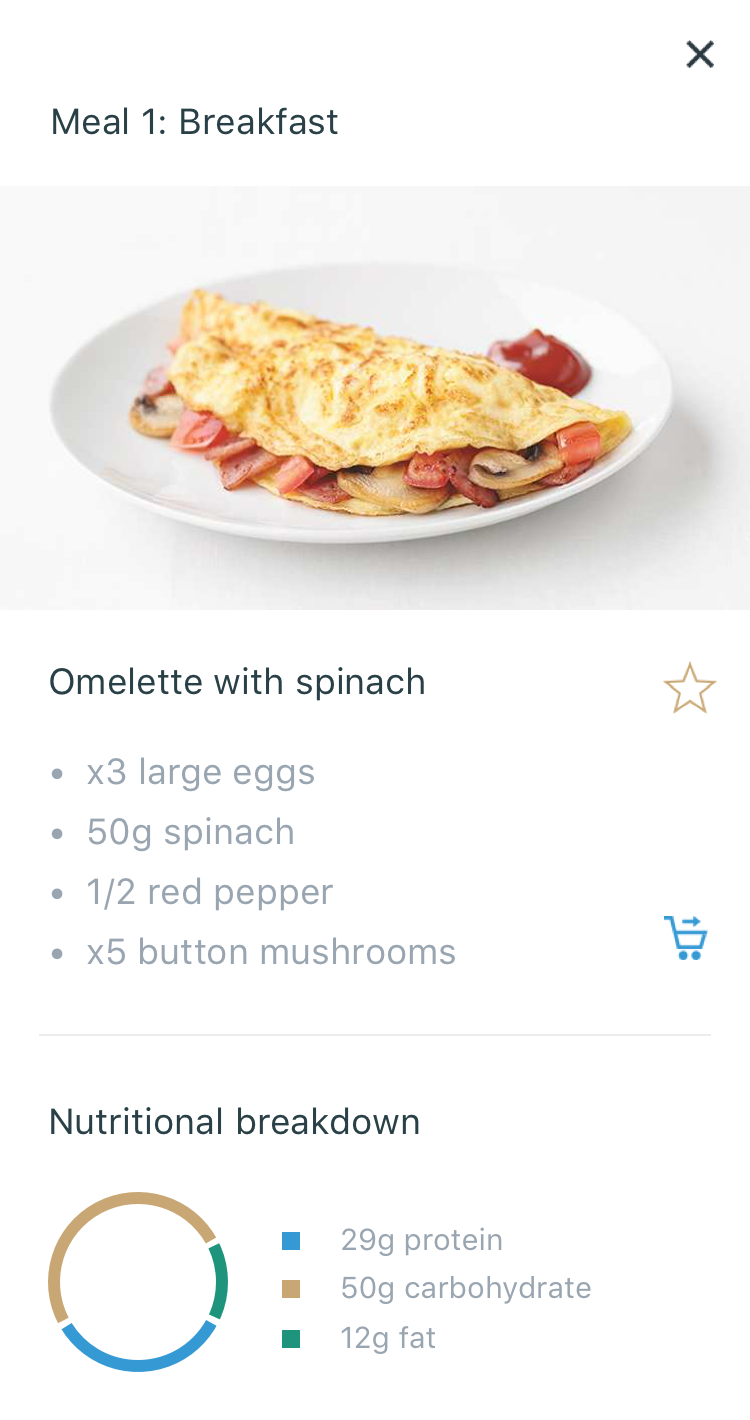 Meal 1: Breakfast
Omelette with spinach
• x3 large eggs
• 50g spinach
• 1/2 red pepper
• x5 button mushrooms
Nutritional breakdown
29g protein
50g carbohydrate
12g fat